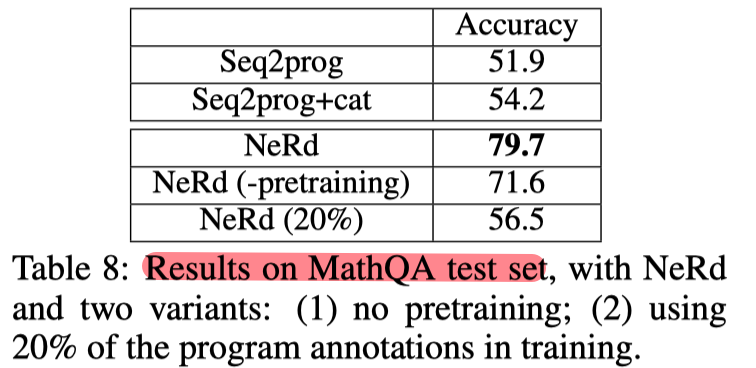 Accuracy
Seq2prog 51.9
Seq2prog+cat 54.2
NeRd 79.7
NeRd (-pretraining) 71.6
NeRd (20%) 56.5
Table 8: Results on MathQA test set, with NeRd
and two variants: (1) no pretraining; (2) using
20% of the program annotations in training.